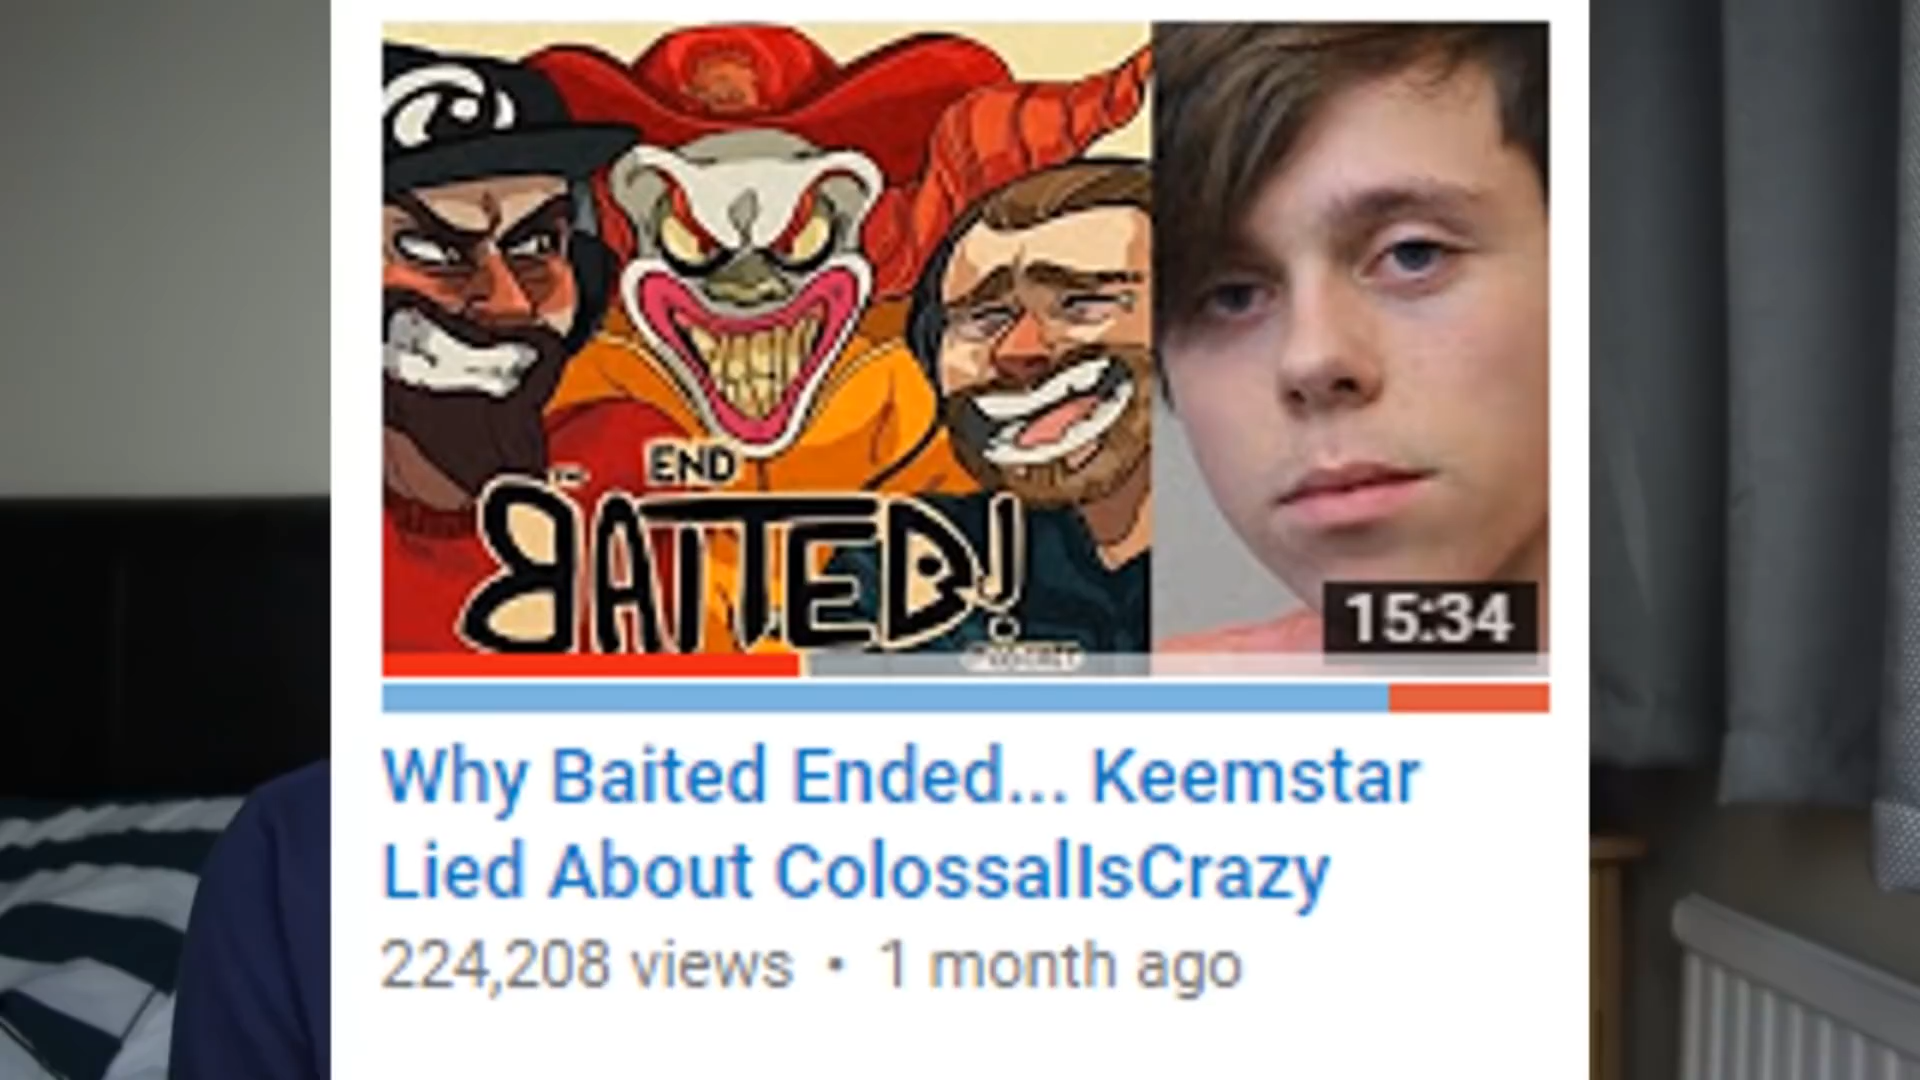 END
BAITED!
15:34
Why Baited Ended... Keemstar
Lied About ColossalIsCrazy
224,208 views • 1 month ago